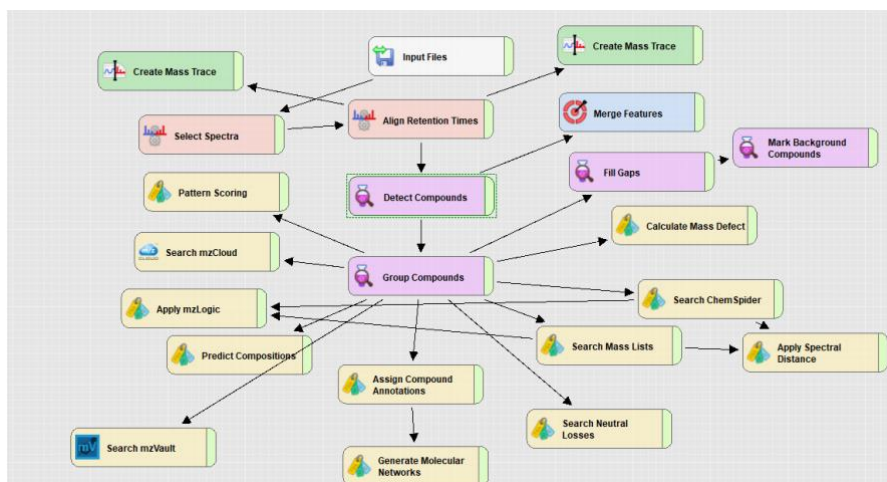 Create Mass Trace
Input Files
Create Mass Trace
Select Spectra
Align Retention Times
Merge Features
Mark Background
Compounds
Pattern Scoring
Detect Compounds
Fill Gaps
Calculate Mass Defect
Search mzCloud
Group Compounds
Search ChemSpider
Apply mzLogic
Predict Compositions
Search Mass Lists
Apply Spectral
Distance
Assign Compound
Annotations
Search Neutral
Losses
mV
Search mzVault
Generate Molecular
Networks